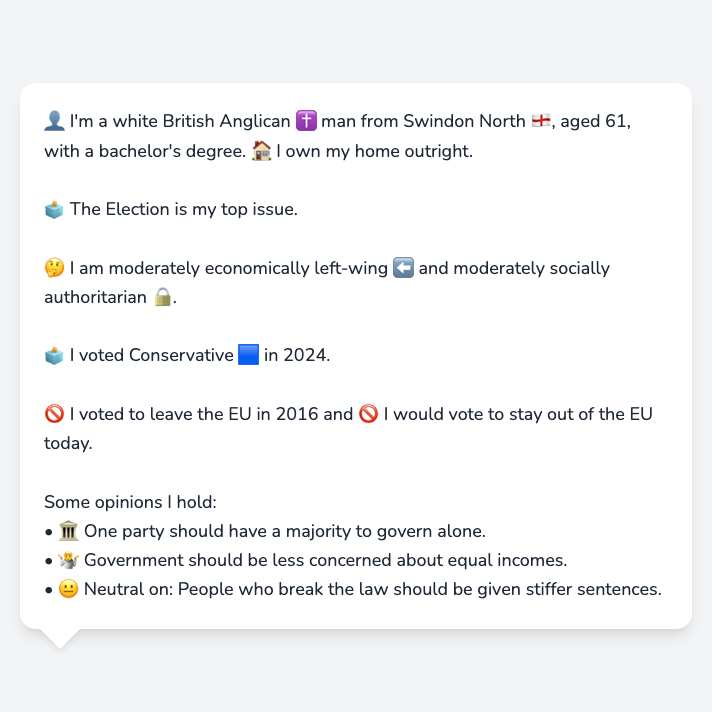 👤 I'm a white British Anglican ✝️ man from Swindon North 🏴󠁧󠁢󠁥󠁮󠁧󠁿, aged 61,
with a bachelor's degree. 🏠 I own my home outright.
🗳️ The Election is my top issue.
🤔 I am moderately economically left-wing ⬅️ and moderately socially
authoritarian 🔒.
🗳️ I voted Conservative 🟦 in 2024.
🚫 I voted to leave the EU in 2016 and 🚫 I would vote to stay out of the EU
today.
Some opinions I hold:
• 🏛️ One party should have a majority to govern alone.
• 🤷 Government should be less concerned about equal incomes.
• 😐 Neutral on: People who break the law should be given stiffer sentences.